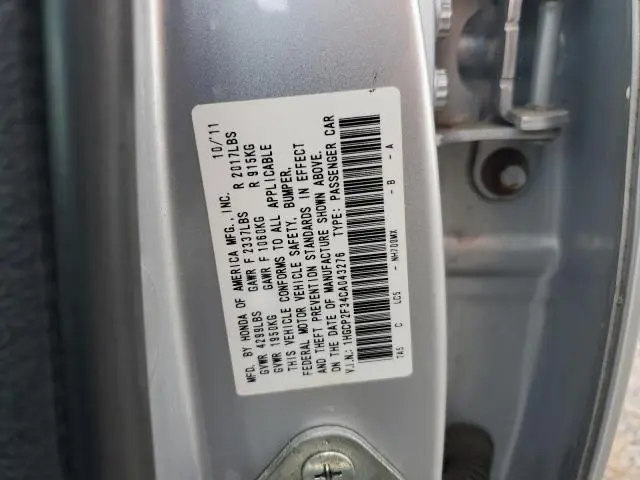 MFD. BY HONDA OF AMERICA MFG., INC. 10/11
GVWR 4299LBS GAWR F 2337LBS R 2017LBS
GVWR 1950KG GAWR F 1060KG R 915KG
THIS VEHICLE CONFORMS TO ALL APPLICABLE
FEDERAL MOTOR VEHICLE SAFETY, BUMPER,
AND THEFT PREVENTION STANDARDS IN EFFECT
ON THE DATE OF MANUFACTURE SHOWN ABOVE.
V.I.N.: 1HGCP2F34CA043276 TYPE: PASSENGER CAR
TA5 C LCS NH700MX - B - A